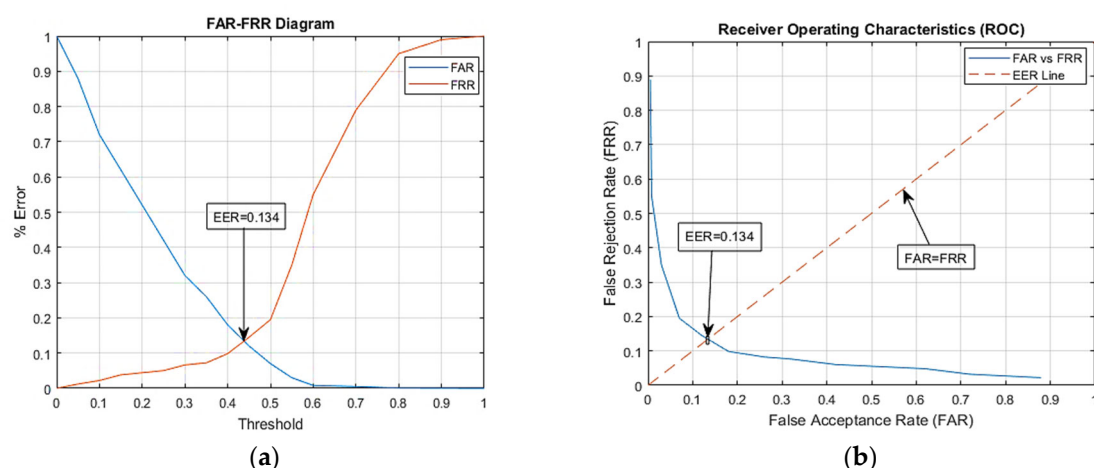 FAR-FRR Diagram
1
0.9
0.8
0.7
0.6
0.5
0.4
0.3
0.2
0.1
0
% Error
FAR
FRR
EER=0.134
0 0.1 0.2 0.3 0.4 0.5 0.6 0.7 0.8 0.9 1
Threshold
(a)
Receiver Operating Characteristics (ROC)
1
0.9
0.8
0.7
0.6
0.5
0.4
0.3
0.2
0.1
0
False Rejection Rate (FRR)
FAR vs FRR
EER Line
EER=0.134
FAR=FRR
0 0.1 0.2 0.3 0.4 0.5 0.6 0.7 0.8 0.9 1
False Acceptance Rate (FAR)
(b)